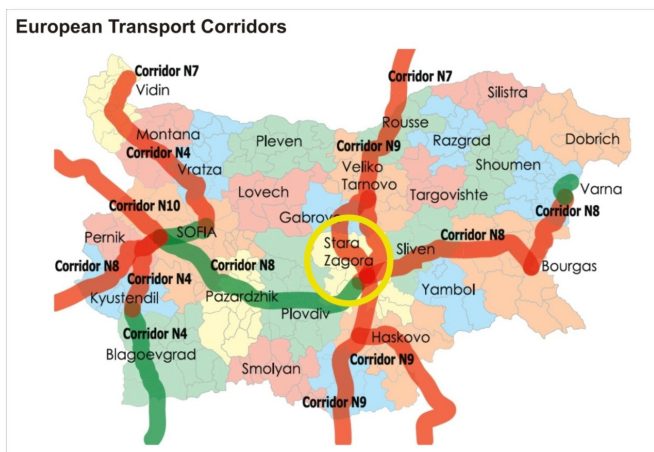 European Transport Corridors
Corridor N7
Vidin
Corridor N7
Silistra
Rousse
Montana
Corridor N4
Vratza
Pleven
Corridor N9
Veliko
Tarnovo
Razgrad
Dobrich
Shoumen
Lovech
Targovishte
Varna
Corridor N10
Gabrovo
Corridor N8
Pernik
SOFIA
Stara
Zagora
Sliven
Corridor N8
Corridor N8
Corridor N8
Bourgas
Corridor N4
Kyustendil
Pazardzhik
Yambol
Plovdiv
Corridor N4
Blagoevgrad
Haskovo
Smolyan
Corridor N9
Corridor N9